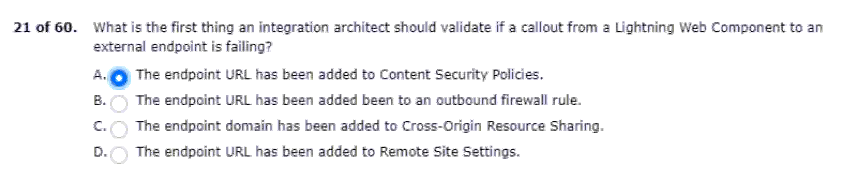 21 of 60. What is the first thing an integration architect should validate if a callout from a Lightning Web Component to an
external endpoint is failing?
A. The endpoint URL has been added to Content Security Policies.
B. The endpoint URL has been added been to an outbound firewall rule.
C. The endpoint domain has been added to Cross-Origin Resource Sharing.
D. The endpoint URL has been added to Remote Site Settings.